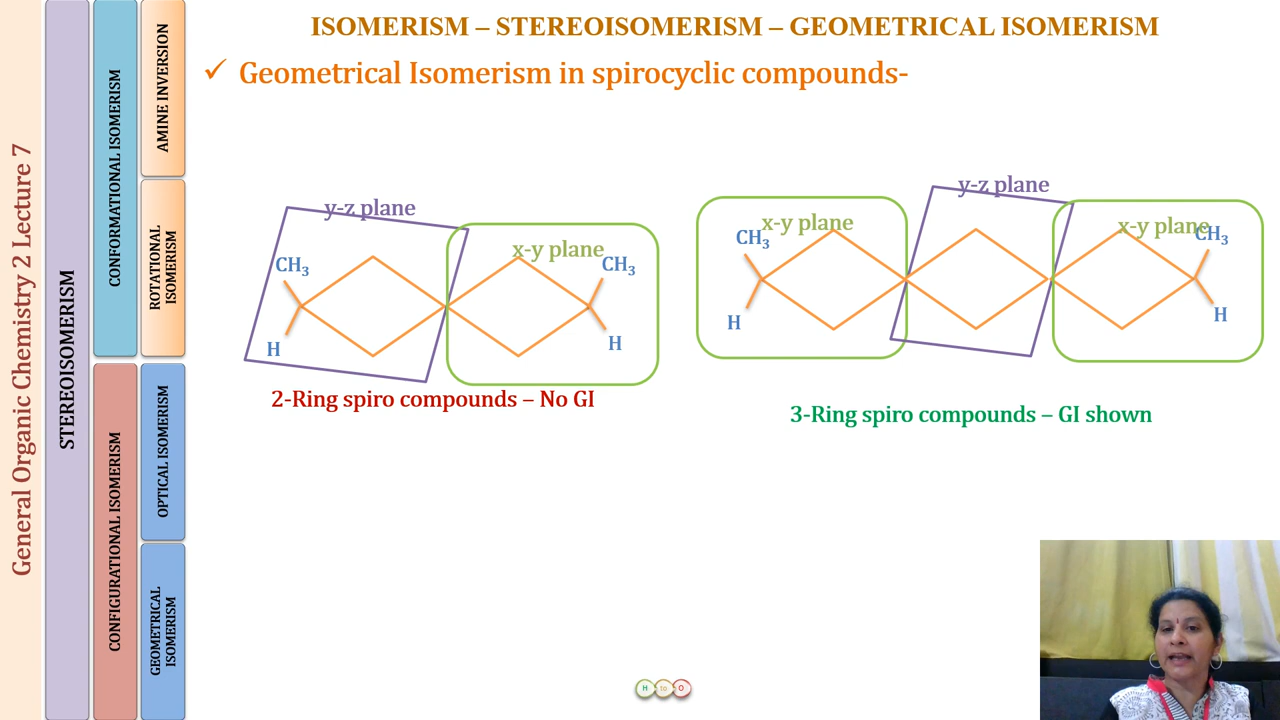 ISOMERISM – STEREOISOMERISM – GEOMETRICAL ISOMERISM
✓ Geometrical Isomerism in spirocyclic compounds-
General Organic Chemistry 2 Lecture 7
STEREOISOMERISM
CONFORMATIONAL ISOMERISM
CONFIGURATIONAL ISOMERISM
AMINE INVERSION
ROTATIONAL
ISOMERISM
OPTICAL ISOMERISM
GEOMETRICAL
ISOMERISM
y-z plane
x-y plane
CH3
CH3
H
H
2-Ring spiro compounds – No GI
y-z plane
x-y plane
x-y plane
CH3
CH3
H
H
3-Ring spiro compounds – GI shown
H to O